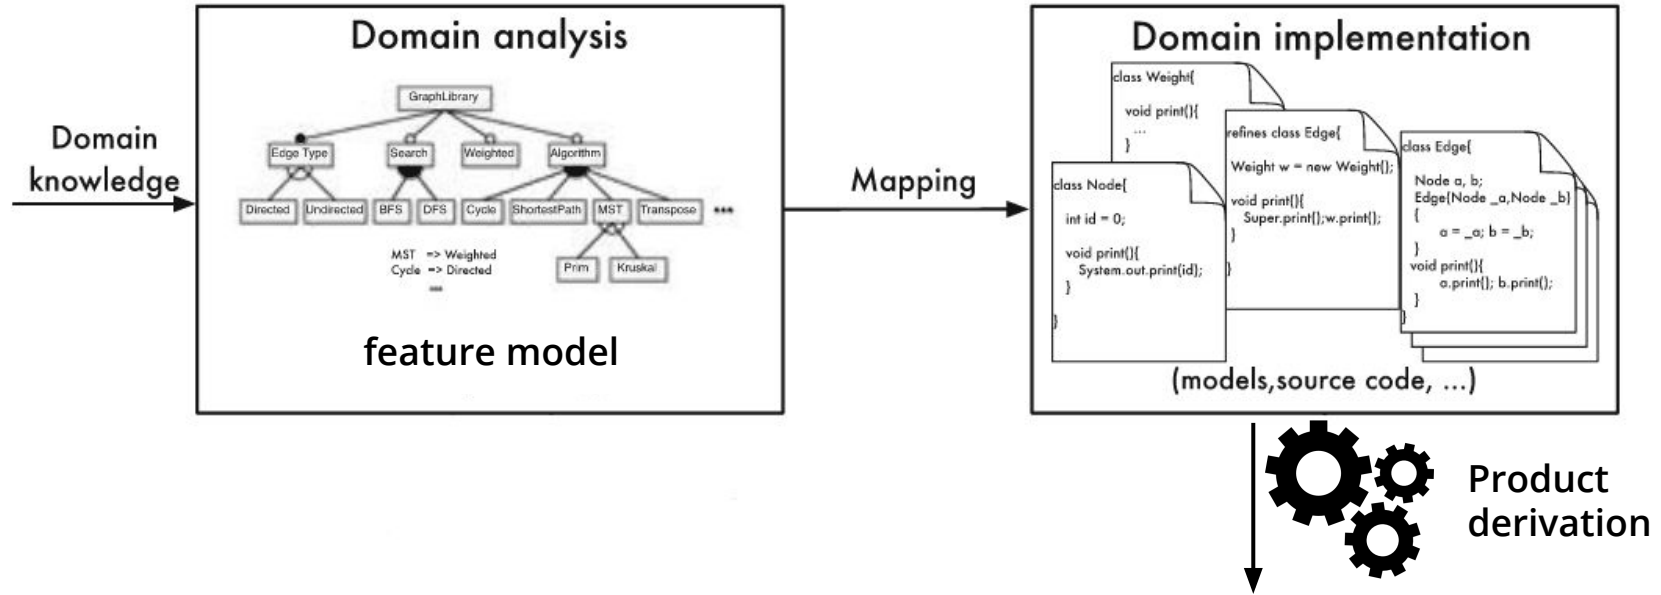 Domain
knowledge
Domain analysis
GraphLibrary
Edge Type Search Weighted Algorithm
Directed Undirected BFS DFS Cycle ShortestPath MST Transpose •••
MST => Weighted
Cycle => Directed
•••
Prim Kruskal
feature model
Mapping
Domain implementation
class Weight{
void print(){
...
}
refines class Edge{
Weight w = new Weight();
void print(){
Super.print();w.print();
}
}
class Edge{
Node a, b;
Edge(Node _a,Node _b)
{
a = _a; b = _b;
}
void print(){
a.print(); b.print();
}
}
class Node{
int id = 0;
void print(){
System.out.print(id);
}
}
(models,source code, ...)
Product
derivation